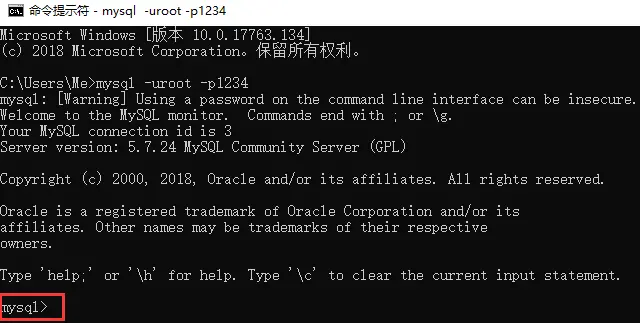 命令提示符 - mysql  -uroot -p1234
Microsoft Windows [版本 10.0.17763.134]
(c) 2018 Microsoft Corporation。保留所有权利。
C:\Users\Me>mysql -uroot -p1234
mysql: [Warning] Using a password on the command line interface can be insecure.
Welcome to the MySQL monitor.  Commands end with ; or \g.
Your MySQL connection id is 3
Server version: 5.7.24 MySQL Community Server (GPL)
Copyright (c) 2000, 2018, Oracle and/or its affiliates. All rights reserved.
Oracle is a registered trademark of Oracle Corporation and/or its
affiliates. Other names may be trademarks of their respective
owners.
Type 'help;' or '\h' for help. Type '\c' to clear the current input statement.
mysql>